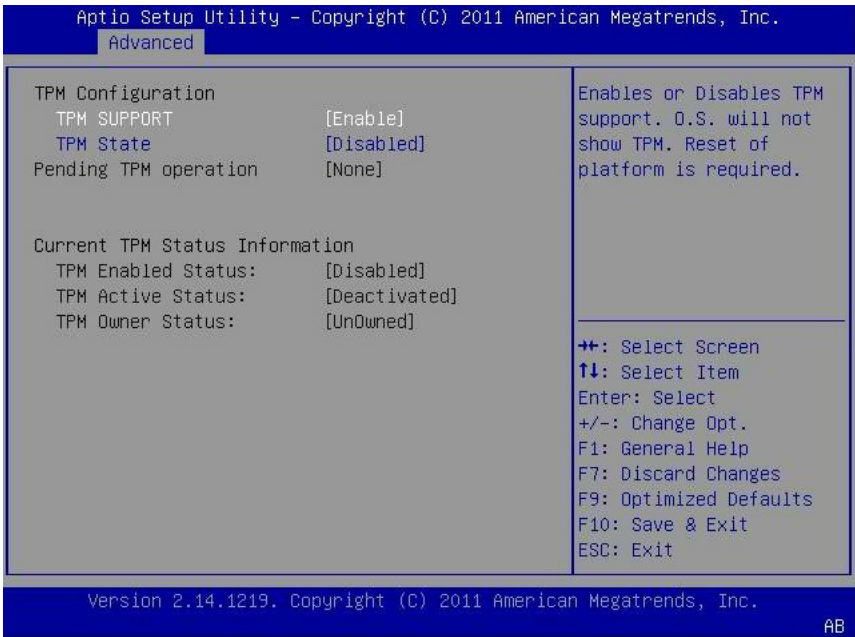 Aptio Setup Utility – Copyright (C) 2011 American Megatrends, Inc.
Advanced
TPM Configuration
TPM SUPPORT [Enable]
TPM State [Disabled]
Pending TPM operation [None]
Current TPM Status Information
TPM Enabled Status: [Disabled]
TPM Active Status: [Deactivated]
TPM Owner Status: [UnOwned]
Enables or Disables TPM
support. O.S. will not
show TPM. Reset of
platform is required.
→←: Select Screen
↑↓: Select Item
Enter: Select
+/-: Change Opt.
F1: General Help
F7: Discard Changes
F9: Optimized Defaults
F10: Save & Exit
ESC: Exit
Version 2.14.1219. Copyright (C) 2011 American Megatrends, Inc.
AB